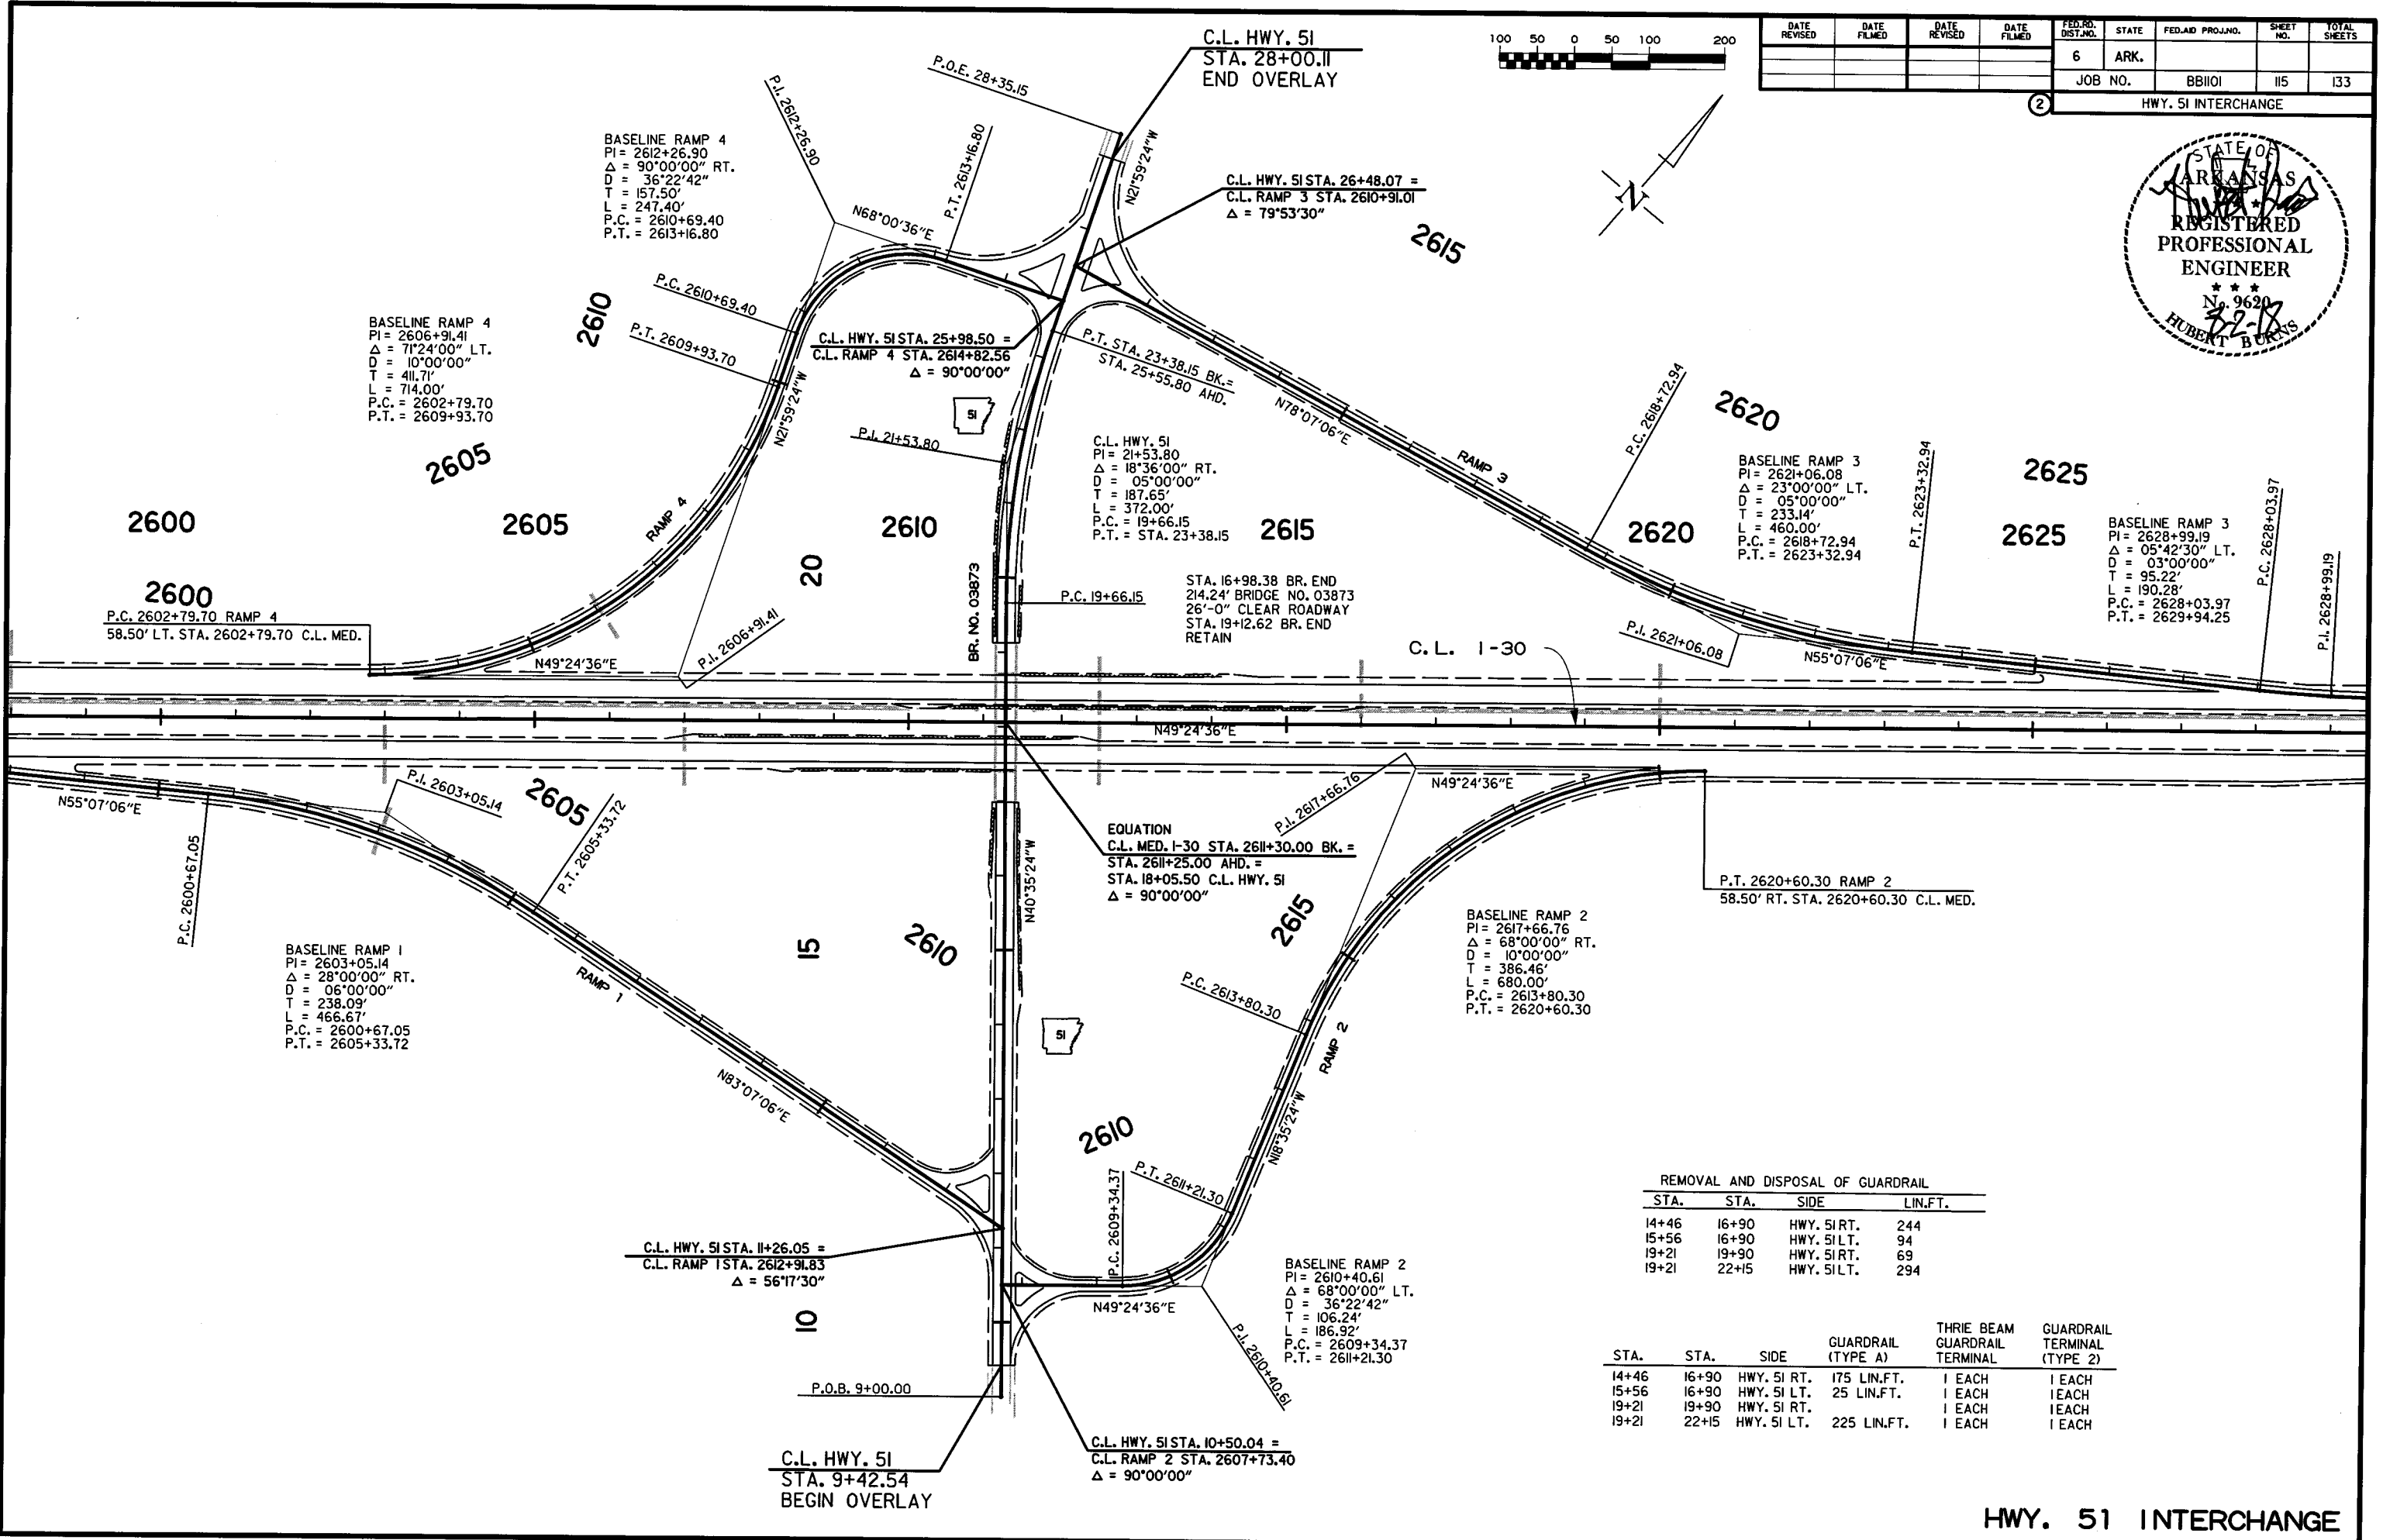 C.L. HWY. 51
STA. 28+00.11
END OVERLAY
100 50 0 50 100 200
DATE REVISED
DATE FILMED
DATE REVISED
DATE FILMED
FED.RD. DIST.NO.
STATE
FED.AID PROJ.NO.
SHEET NO.
TOTAL SHEETS
6 ARK.
JOB NO. BB1101 115 133
2 HWY. 51 INTERCHANGE
STATE OF
ARKANSAS
REGISTERED
PROFESSIONAL
ENGINEER
No. 9620
HUBERT BURNS
N
P.O.E. 28+35.15
P.I. 2612+26.90
P.T. 2613+16.80
N21°59'24"W
N68°00'36"E
BASELINE RAMP 4
PI = 2612+26.90
Δ = 90°00'00" RT.
D = 36°22'42"
T = 157.50'
L = 247.40'
P.C. = 2610+69.40
P.T. = 2613+16.80
C.L. HWY. 51 STA. 26+48.07 =
C.L. RAMP 3 STA. 2610+91.01
Δ = 79°53'30"
2615
P.C. 2610+69.40
2610
P.T. 2609+93.70
BASELINE RAMP 4
PI = 2606+91.41
Δ = 71°24'00" LT.
D = 10°00'00"
T = 411.71'
L = 714.00'
P.C. = 2602+79.70
P.T. = 2609+93.70
C.L. HWY. 51 STA. 25+98.50 =
C.L. RAMP 4 STA. 2614+82.56
Δ = 90°00'00"
P.T. STA. 23+38.15 BK.=
STA. 25+55.80 AHD.
N21°59'24"W
51
P.I. 21+53.80
N78°07'06"E
RAMP 3
P.C. 2618+72.94
2620
2605
C.L. HWY. 51
PI = 21+53.80
Δ = 18°36'00" RT.
D = 05°00'00"
T = 187.65'
L = 372.00'
P.C. = 19+66.15
P.T. = STA. 23+38.15
BASELINE RAMP 3
PI = 2621+06.08
Δ = 23°00'00" LT.
D = 05°00'00"
T = 233.14'
L = 460.00'
P.C. = 2618+72.94
P.T. = 2623+32.94
P.T. 2623+32.94
2625
BASELINE RAMP 3
PI = 2628+99.19
Δ = 05°42'30" LT.
D = 03°00'00"
T = 95.22'
L = 190.28'
P.C. = 2628+03.97
P.T. = 2629+94.25
P.C. 2628+03.97
P.I. 2628+99.19
2600
2605
RAMP 4
2610
2615
2620
2625
20
2600
P.C. 2602+79.70 RAMP 4
58.50' LT. STA. 2602+79.70 C.L. MED.
BR. NO. 03873
P.C. 19+66.15
STA. 16+98.38 BR. END
214.24' BRIDGE NO. 03873
26'-0" CLEAR ROADWAY
STA. 19+12.62 BR. END
RETAIN
P.I. 2606+91.41
N49°24'36"E
C.L. I-30
P.I. 2621+06.08
N55°07'06"E
N49°24'36"E
N55°07'06"E
P.I. 2603+05.14
2605
P.T. 2605+33.72
P.C. 2600+67.05
P.I. 2617+66.76
N49°24'36"E
EQUATION
C.L. MED. I-30 STA. 2611+30.00 BK. =
STA. 2611+25.00 AHD. =
STA. 18+05.50 C.L. HWY. 51
Δ = 90°00'00"
N40°35'24"W
P.T. 2620+60.30 RAMP 2
58.50' RT. STA. 2620+60.30 C.L. MED.
BASELINE RAMP 1
PI = 2603+05.14
Δ = 28°00'00" RT.
D = 06°00'00"
T = 238.09'
L = 466.67'
P.C. = 2600+67.05
P.T. = 2605+33.72
RAMP 1
15
2610
2615
BASELINE RAMP 2
PI = 2617+66.76
Δ = 68°00'00" RT.
D = 10°00'00"
T = 386.46'
L = 680.00'
P.C. = 2613+80.30
P.T. = 2620+60.30
P.C. 2613+80.30
51
RAMP 2
N83°07'06"E
N18°35'24"W
2610
P.T. 2611+21.30
P.C. 2609+34.37
C.L. HWY. 51 STA. 11+26.05 =
C.L. RAMP 1 STA. 2612+91.83
Δ = 56°17'30"
10
N49°24'36"E
P.I. 2610+40.61
BASELINE RAMP 2
PI = 2610+40.61
Δ = 68°00'00" LT.
D = 36°22'42"
T = 106.24'
L = 186.92'
P.C. = 2609+34.37
P.T. = 2611+21.30
P.O.B. 9+00.00
C.L. HWY. 51
STA. 9+42.54
BEGIN OVERLAY
C.L. HWY. 51 STA. 10+50.04 =
C.L. RAMP 2 STA. 2607+73.40
Δ = 90°00'00"
REMOVAL AND DISPOSAL OF GUARDRAIL
STA. STA. SIDE LIN.FT.
14+46 16+90 HWY. 51 RT. 244
15+56 16+90 HWY. 51 LT. 94
19+21 19+90 HWY. 51 RT. 69
19+21 22+15 HWY. 51 LT. 294
STA. STA. SIDE GUARDRAIL (TYPE A) THRIE BEAM GUARDRAIL TERMINAL GUARDRAIL TERMINAL (TYPE 2)
14+46 16+90 HWY. 51 RT. 175 LIN.FT. 1 EACH 1 EACH
15+56 16+90 HWY. 51 LT. 25 LIN.FT. 1 EACH 1 EACH
19+21 19+90 HWY. 51 RT. 1 EACH 1 EACH
19+21 22+15 HWY. 51 LT. 225 LIN.FT. 1 EACH 1 EACH
HWY. 51 INTERCHANGE